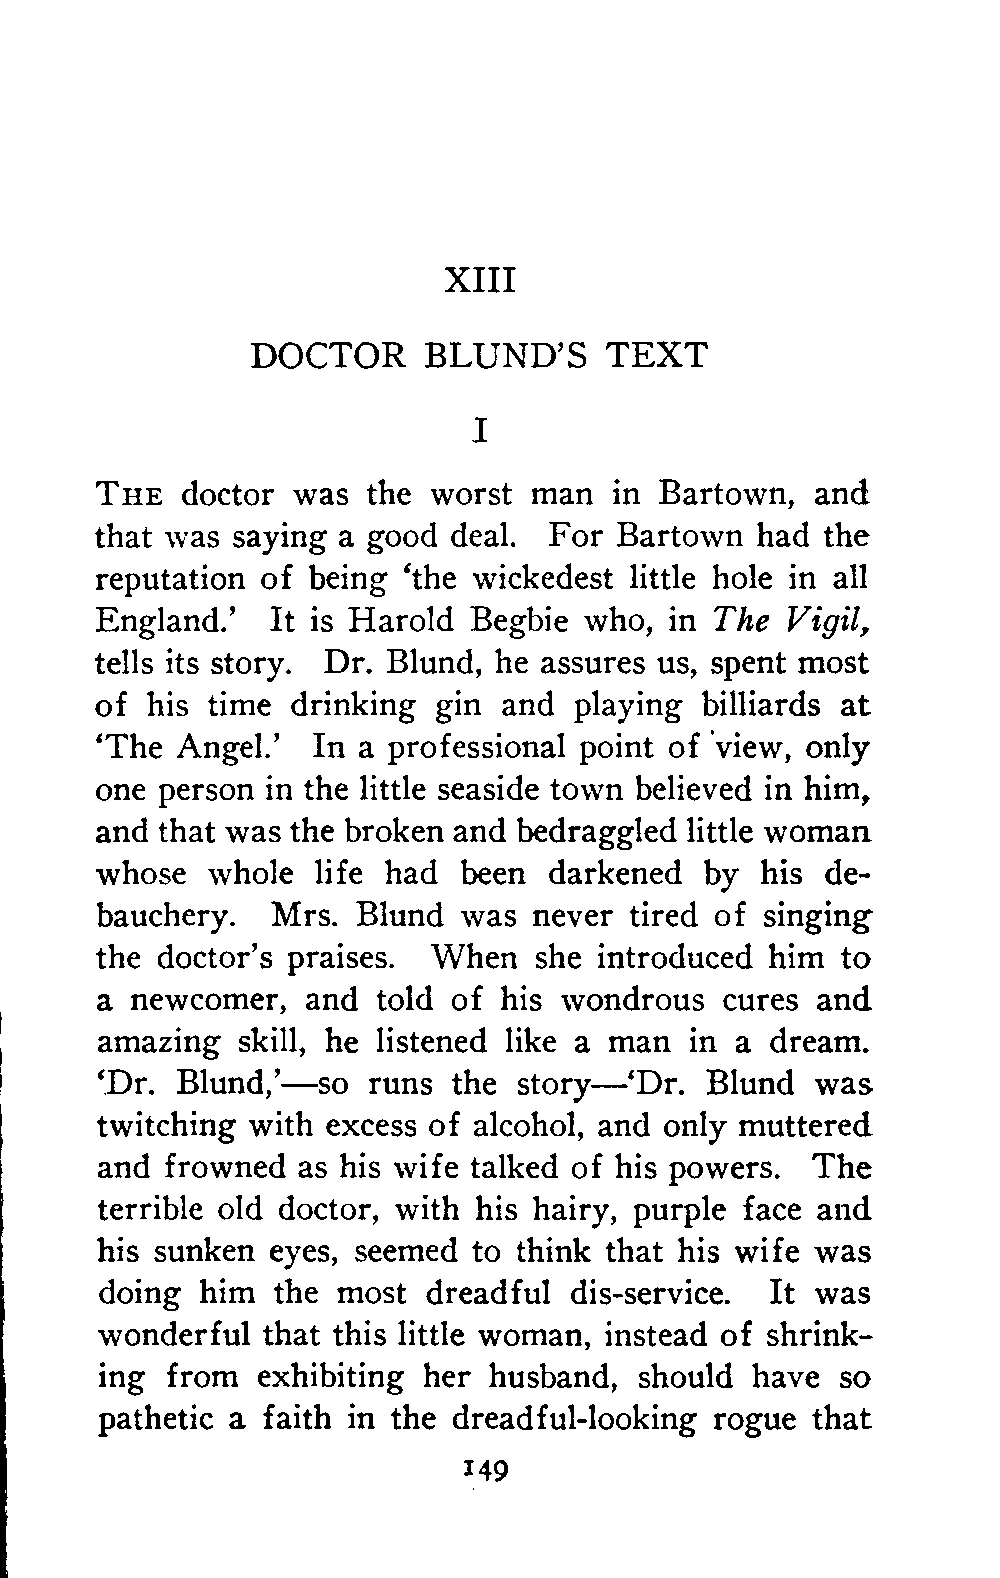 XIII
DOCTOR BLUND'S TEXT
I
THE doctor was the worst man in Bartown, and
that was saying a good deal. For Bartown had the
reputation of being ‘the wickedest little hole in all
England.’ It is Harold Begbie who, in The Vigil,
tells its story. Dr. Blund, he assures us, spent most
of his time drinking gin and playing billiards at
‘The Angel.’ In a professional point of view, only
one person in the little seaside town believed in him,
and that was the broken and bedraggled little woman
whose whole life had been darkened by his de-
bauchery. Mrs. Blund was never tired of singing
the doctor's praises. When she introduced him to
a newcomer, and told of his wondrous cures and
amazing skill, he listened like a man in a dream.
‘Dr. Blund,’—so runs the story—‘Dr. Blund was
twitching with excess of alcohol, and only muttered
and frowned as his wife talked of his powers. The
terrible old doctor, with his hairy, purple face and
his sunken eyes, seemed to think that his wife was
doing him the most dreadful dis-service. It was
wonderful that this little woman, instead of shrink-
ing from exhibiting her husband, should have so
pathetic a faith in the dreadful-looking rogue that
149